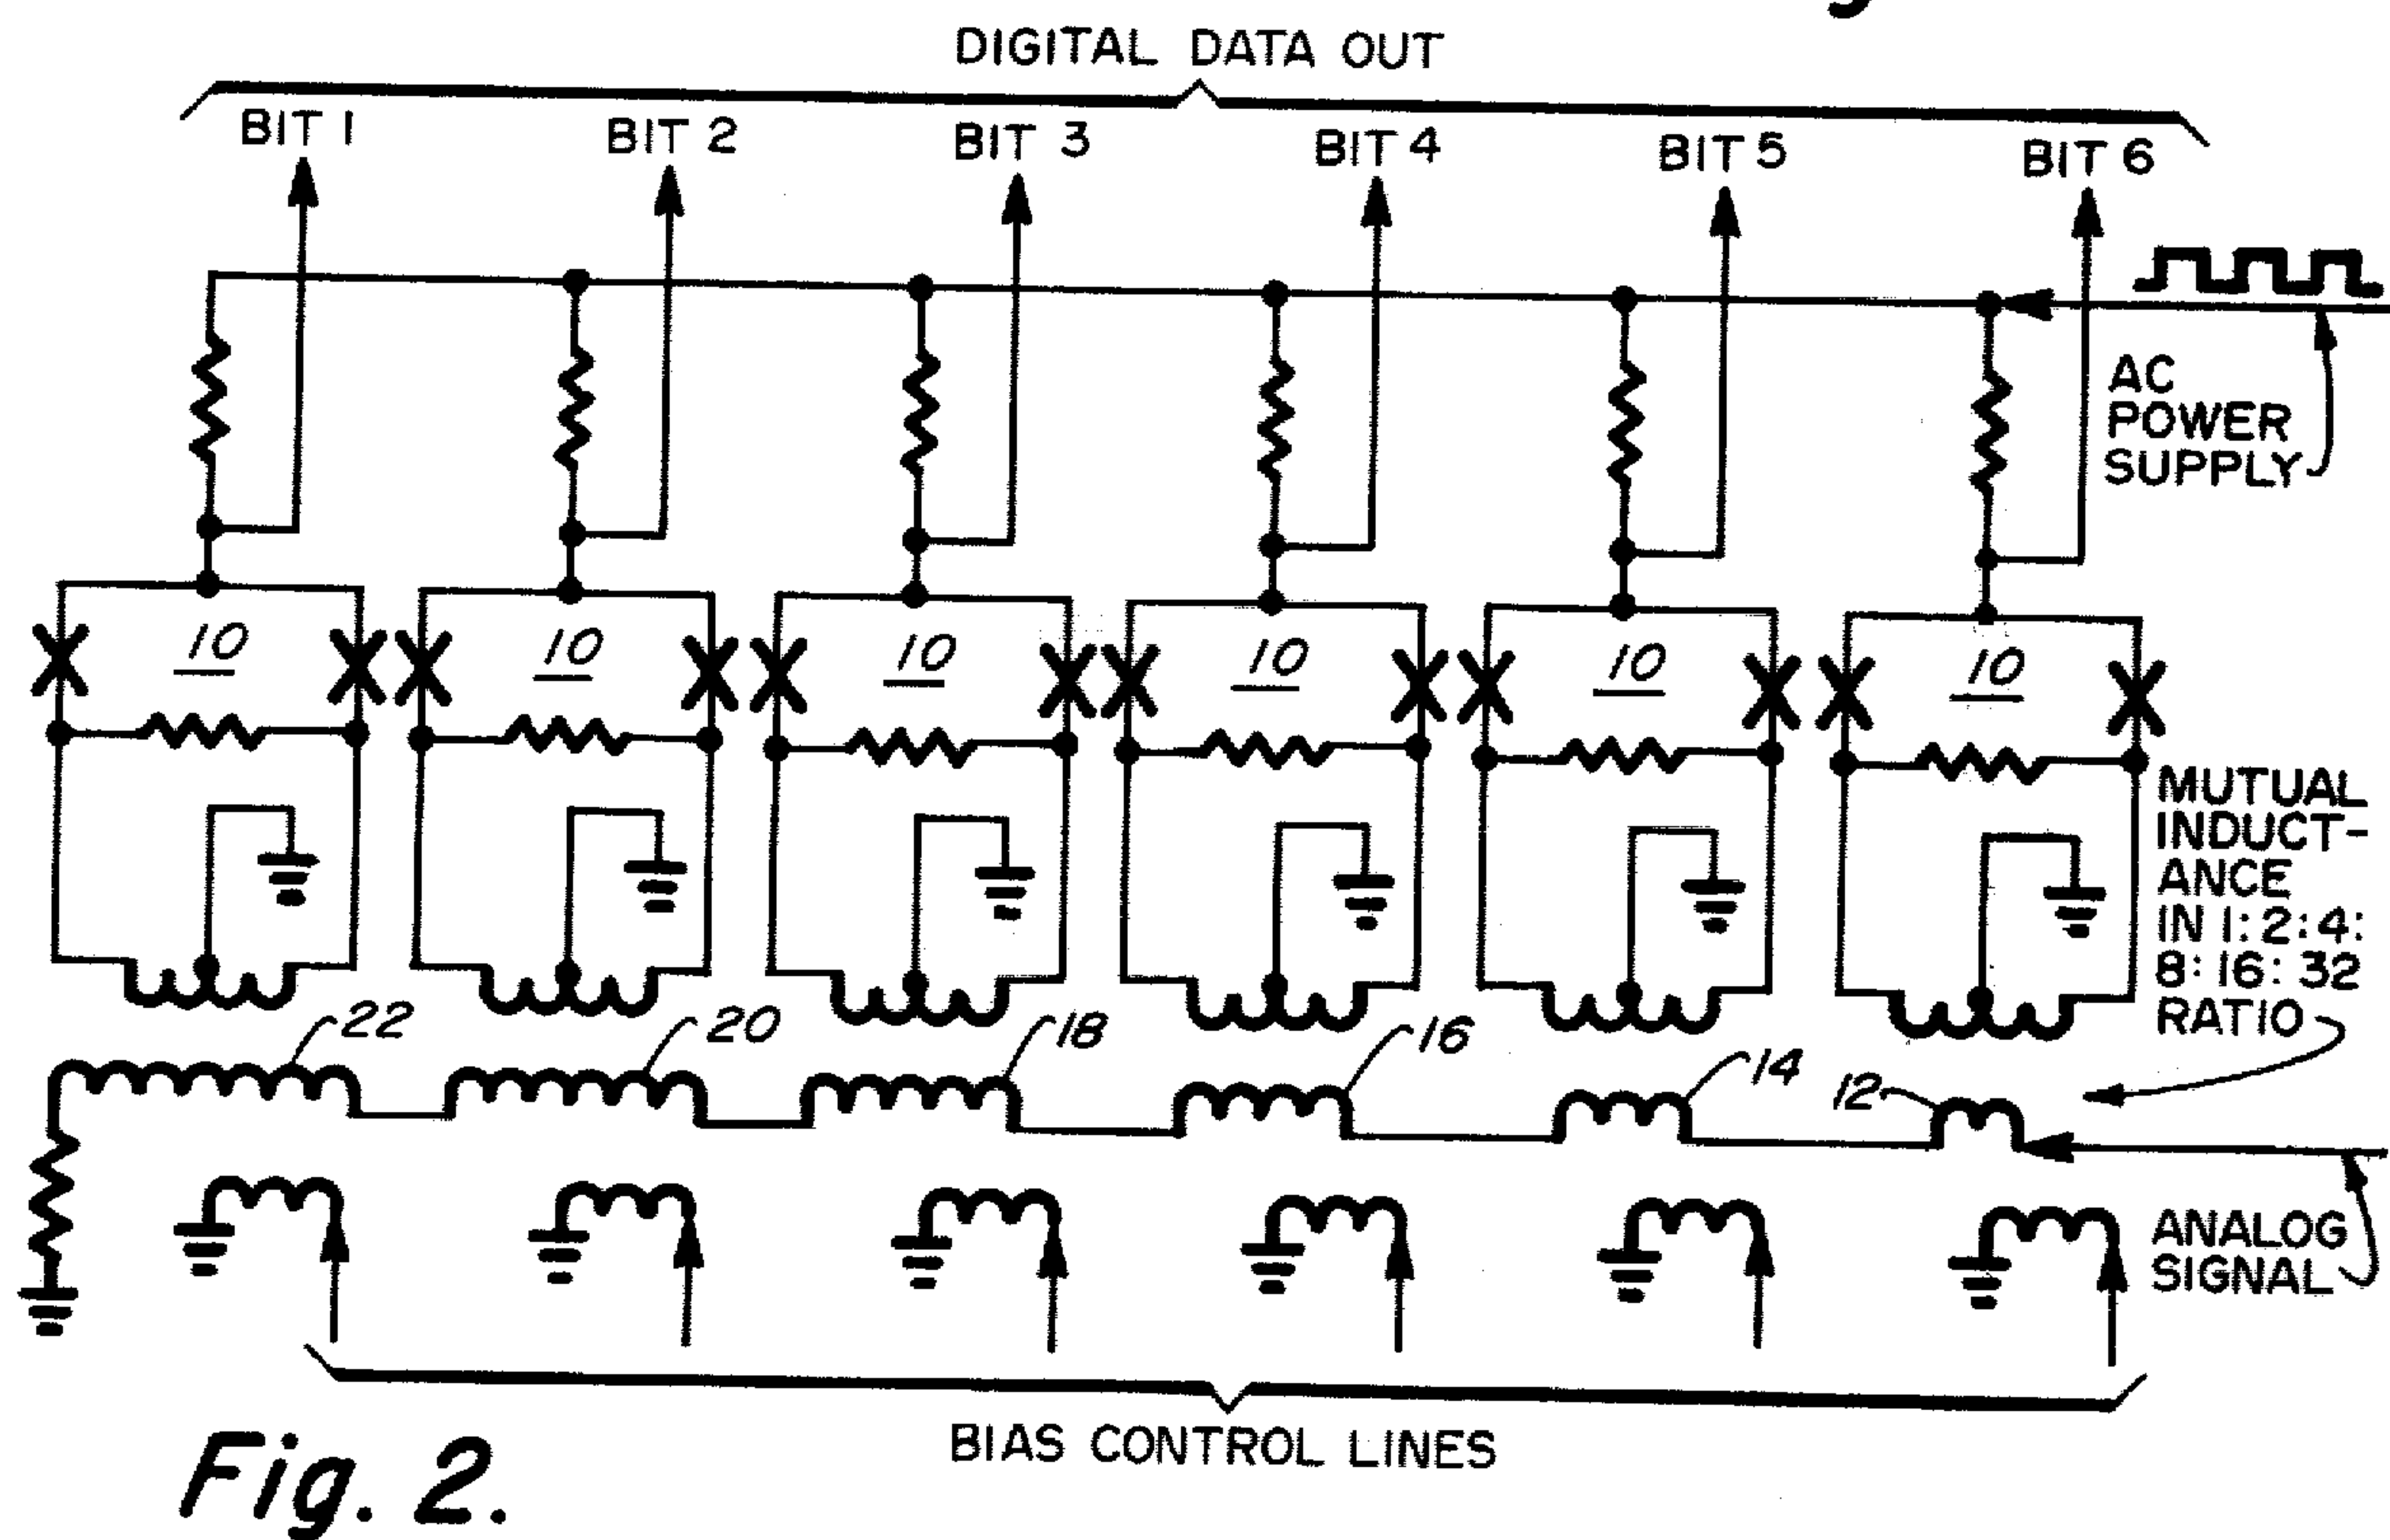 DIGITAL DATA OUT
BIT 1
BIT 2
BIT 3
BIT 4
BIT 5
BIT 6
AC
POWER
SUPPLY
10
10
10
10
10
10
MUTUAL
INDUCT-
ANCE
IN 1:2:4:
8:16:32
RATIO
22
20
18
16
14
12
ANALOG
SIGNAL
BIAS CONTROL LINES
Fig. 2.